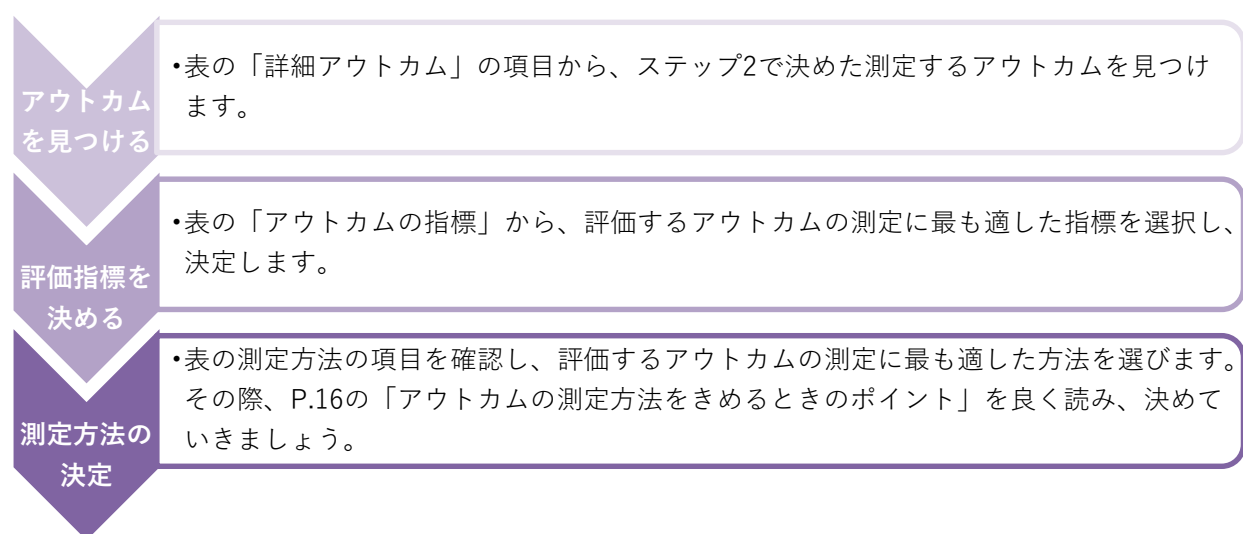 アウトカム
を見つける
•表の「詳細アウトカム」の項目から、ステップ2で決めた測定するアウトカムを見つけ
ます。
評価指標を
決める
•表の「アウトカムの指標」から、評価するアウトカムの測定に最も適した指標を選択し、
決定します。
測定方法の
決定
•表の測定方法の項目を確認し、評価するアウトカムの測定に最も適した方法を選びます。
その際、P.16の「アウトカムの測定方法をきめるときのポイント」を良く読み、決めて
いきましょう。